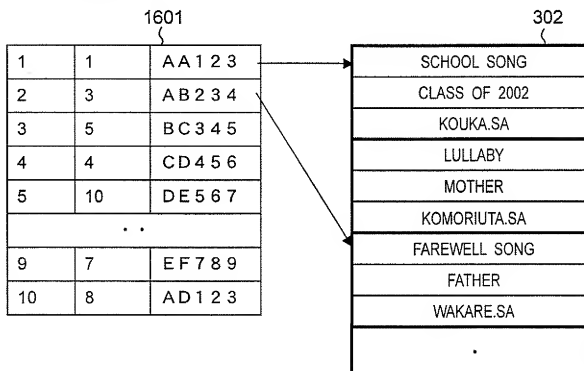 1601
302
1 1 AA123
2 3 AB234
3 5 BC345
4 4 CD456
5 10 DE567
. .
9 7 EF789
10 8 AD123
SCHOOL SONG
CLASS OF 2002
KOUKA.SA
LULLABY
MOTHER
KOMORIUTA.SA
FAREWELL SONG
FATHER
WAKARE.SA
.